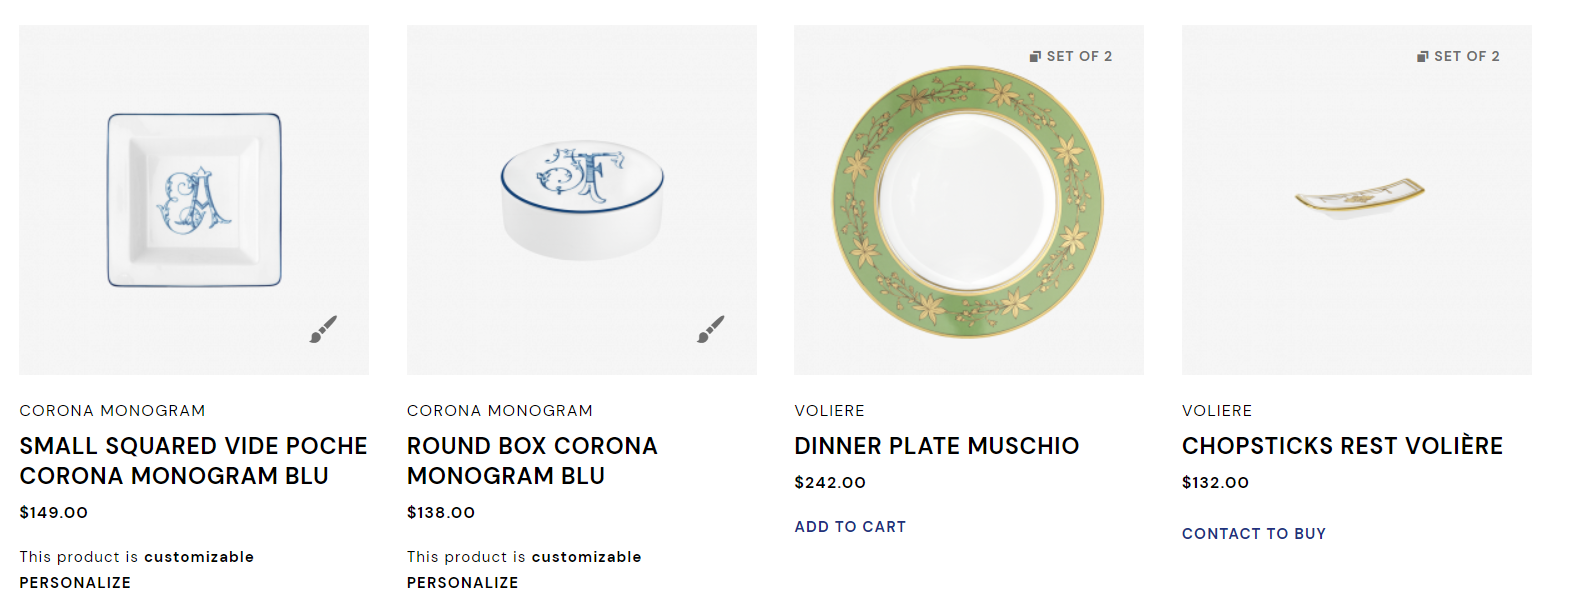 SET OF 2
SET OF 2
CORONA MONOGRAM
SMALL SQUARED VIDE POCHE
CORONA MONOGRAM BLU
$149.00
This product is customizable
PERSONALIZE
CORONA MONOGRAM
ROUND BOX CORONA
MONOGRAM BLU
$138.00
This product is customizable
PERSONALIZE
VOLIERE
DINNER PLATE MUSCHIO
$242.00
ADD TO CART
VOLIERE
CHOPSTICKS REST VOLIÈRE
$132.00
CONTACT TO BUY